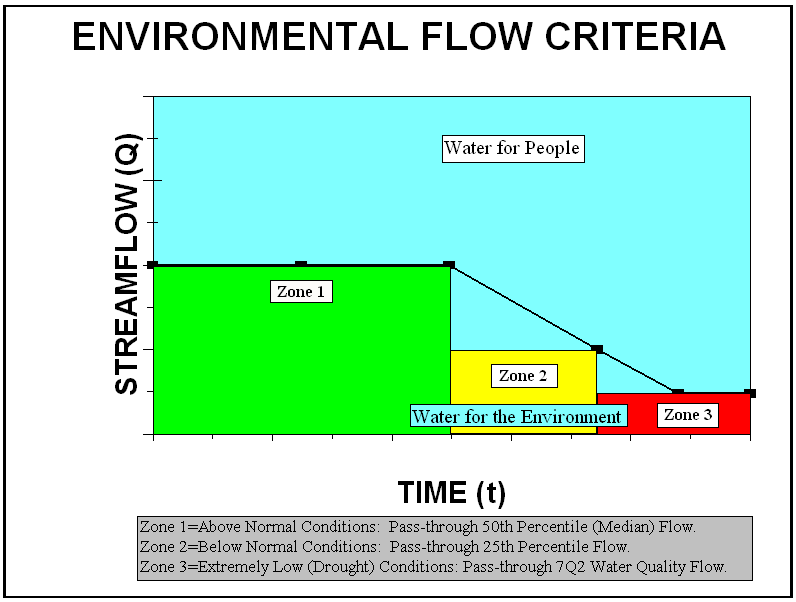 ENVIRONMENTAL FLOW CRITERIA
Water for People
STREAMFLOW (Q)
Zone 1
Zone 2
Water for the Environment
Zone 3
TIME (t)
Zone 1=Above Normal Conditions: Pass-through 50th Percentile (Median) Flow.
Zone 2=Below Normal Conditions: Pass-through 25th Percentile Flow.
Zone 3=Extremely Low (Drought) Conditions: Pass-through 7Q2 Water Quality Flow.